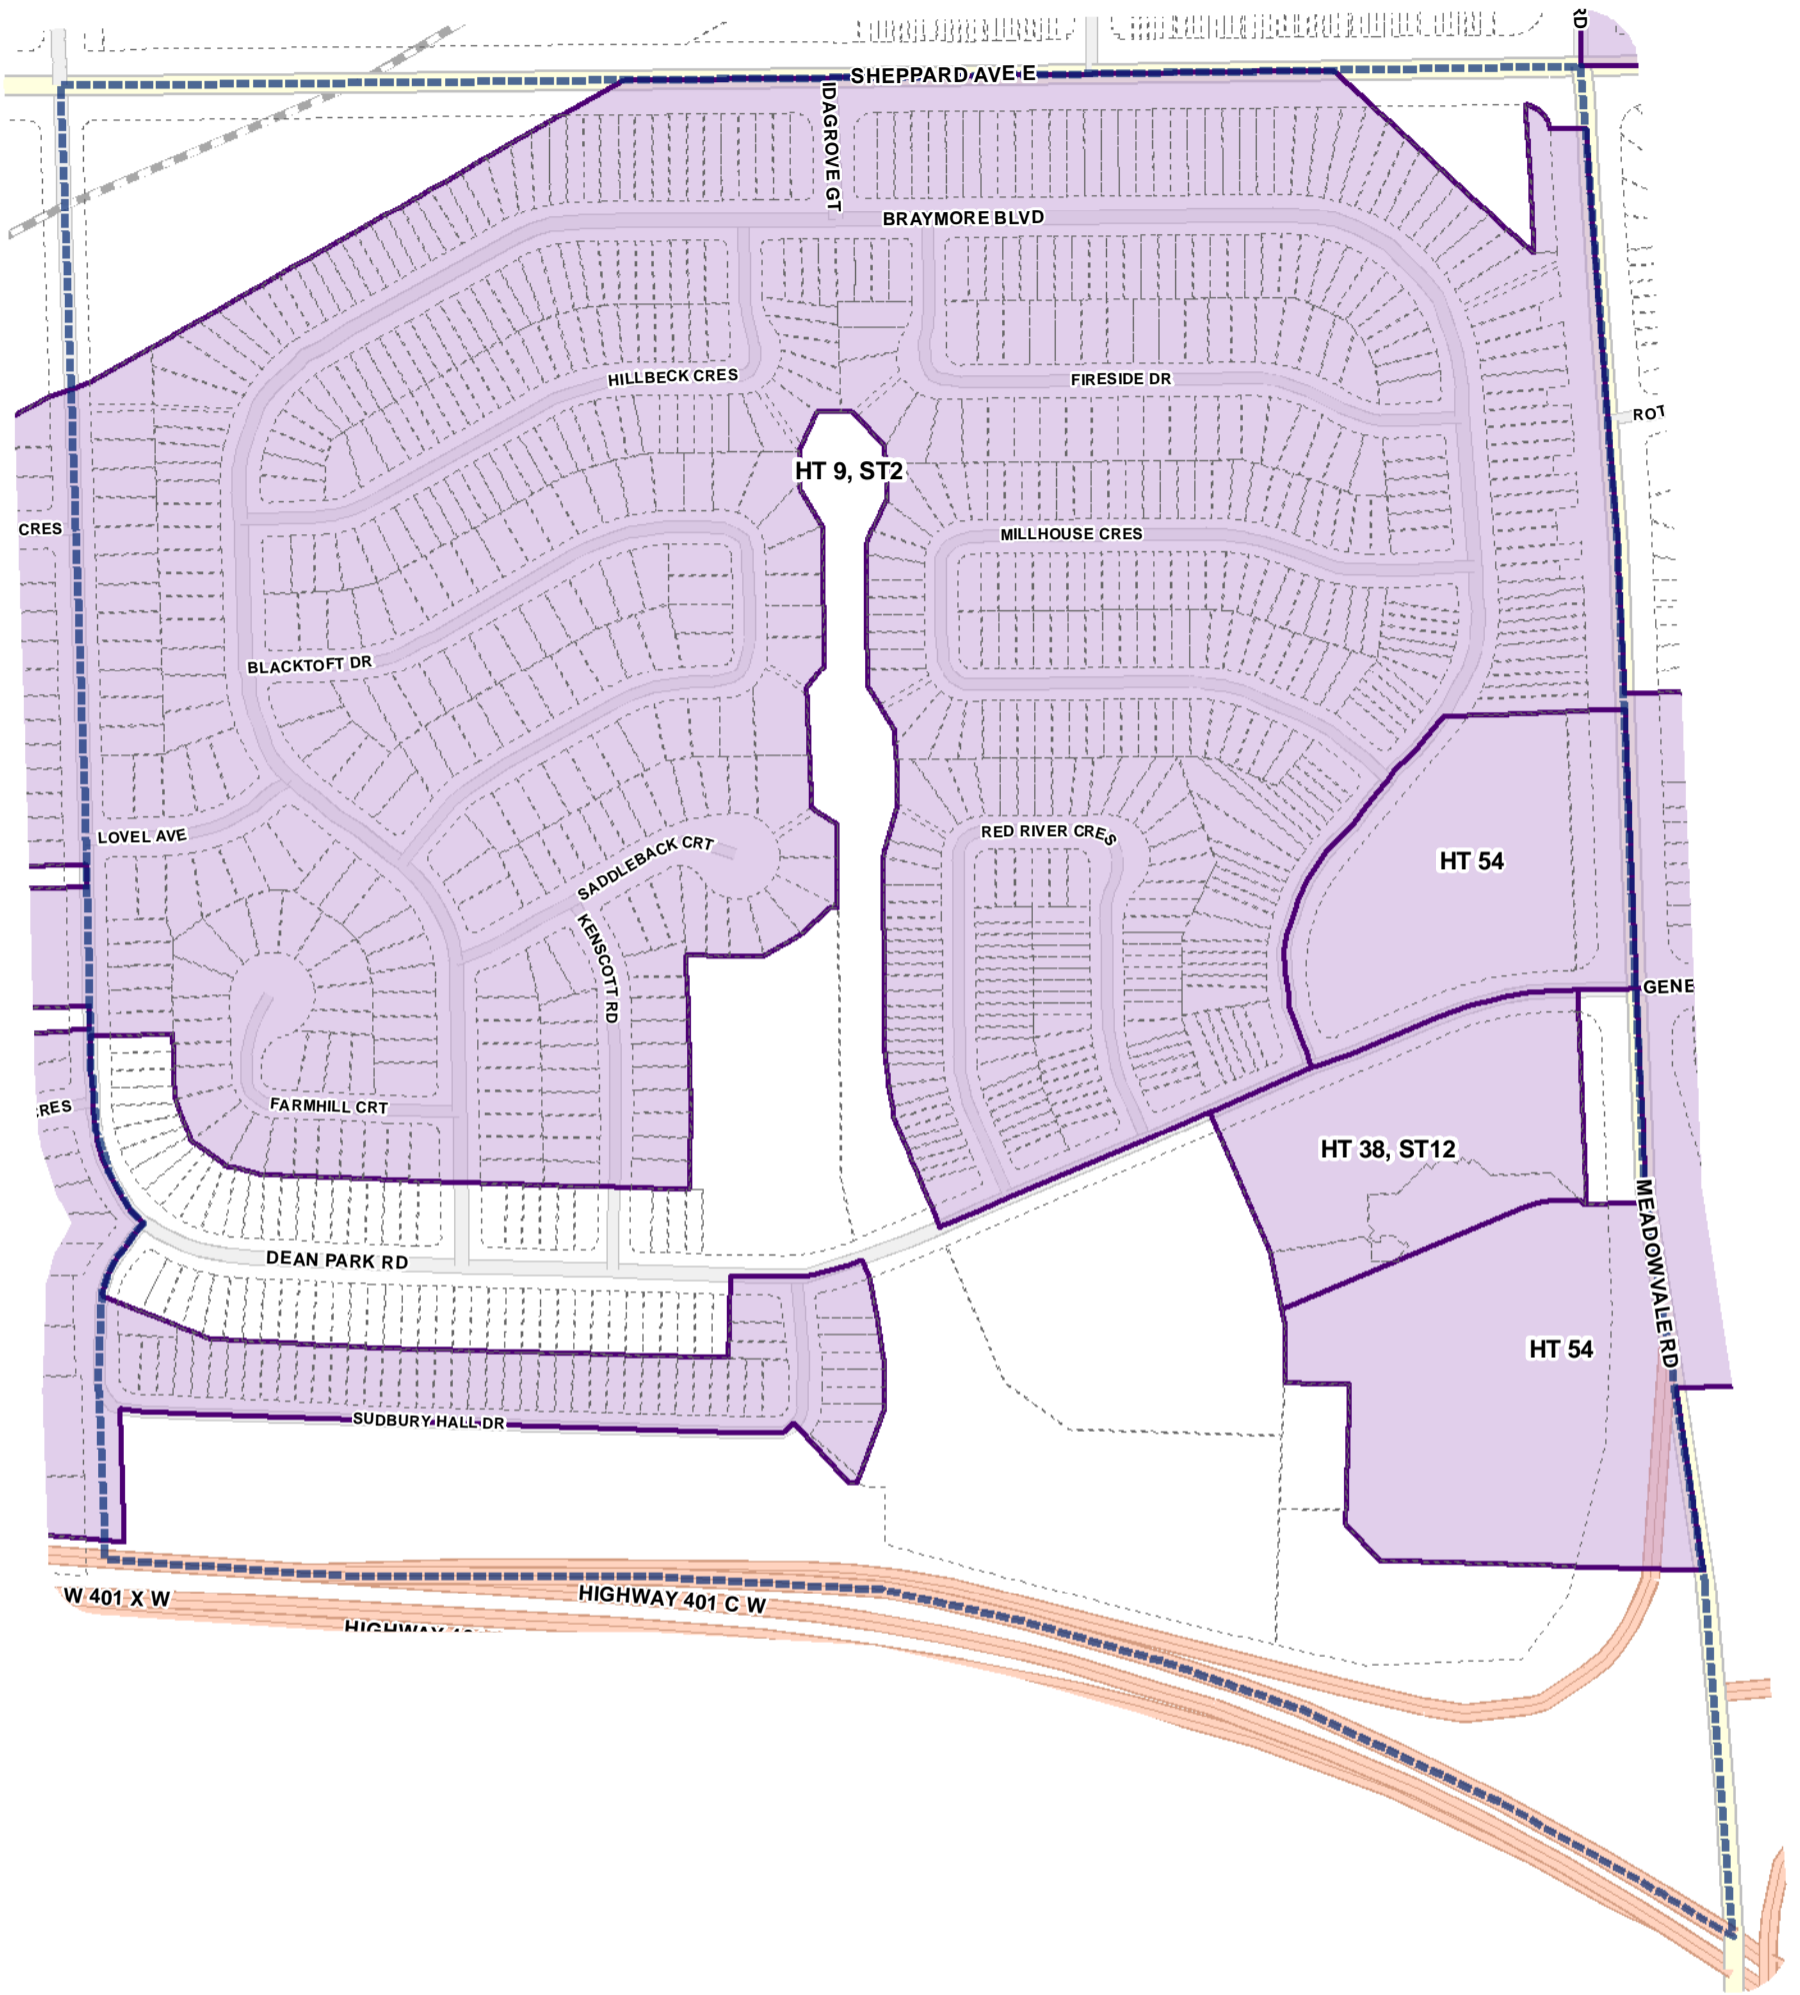 RD
SHEPPARD AVE E
IDAGROVE GT
BRAYMORE BLVD
HILLBECK CRES
FIRESIDE DR
ROT
HT 9, ST2
CRES
MILLHOUSE CRES
BLACKTOFT DR
LOVEL AVE
RED RIVER CRES
SADDLEBACK CRT
HT 54
KENSCOTT RD
GENE
FARMHILL CRT
RES
HT 38, ST12
MEADOWVALE RD
DEAN PARK RD
HT 54
SUDBURY HALL DR
W 401 X W
HIGHWAY 401 C W
HIGHWAY